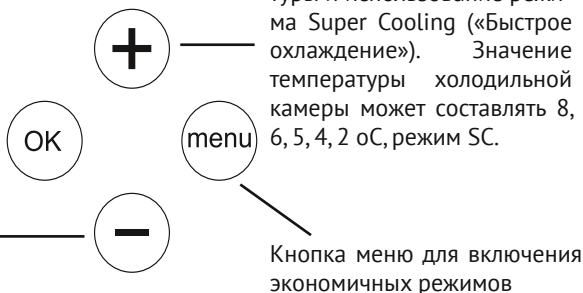 ма Super Cooling («Быстрое
охлаждение»). Значение
температуры холодильной
камеры может составлять 8,
6, 5, 4, 2 оС, режим SC.
+
OK
menu
−
Кнопка меню для включения
экономичных режимов